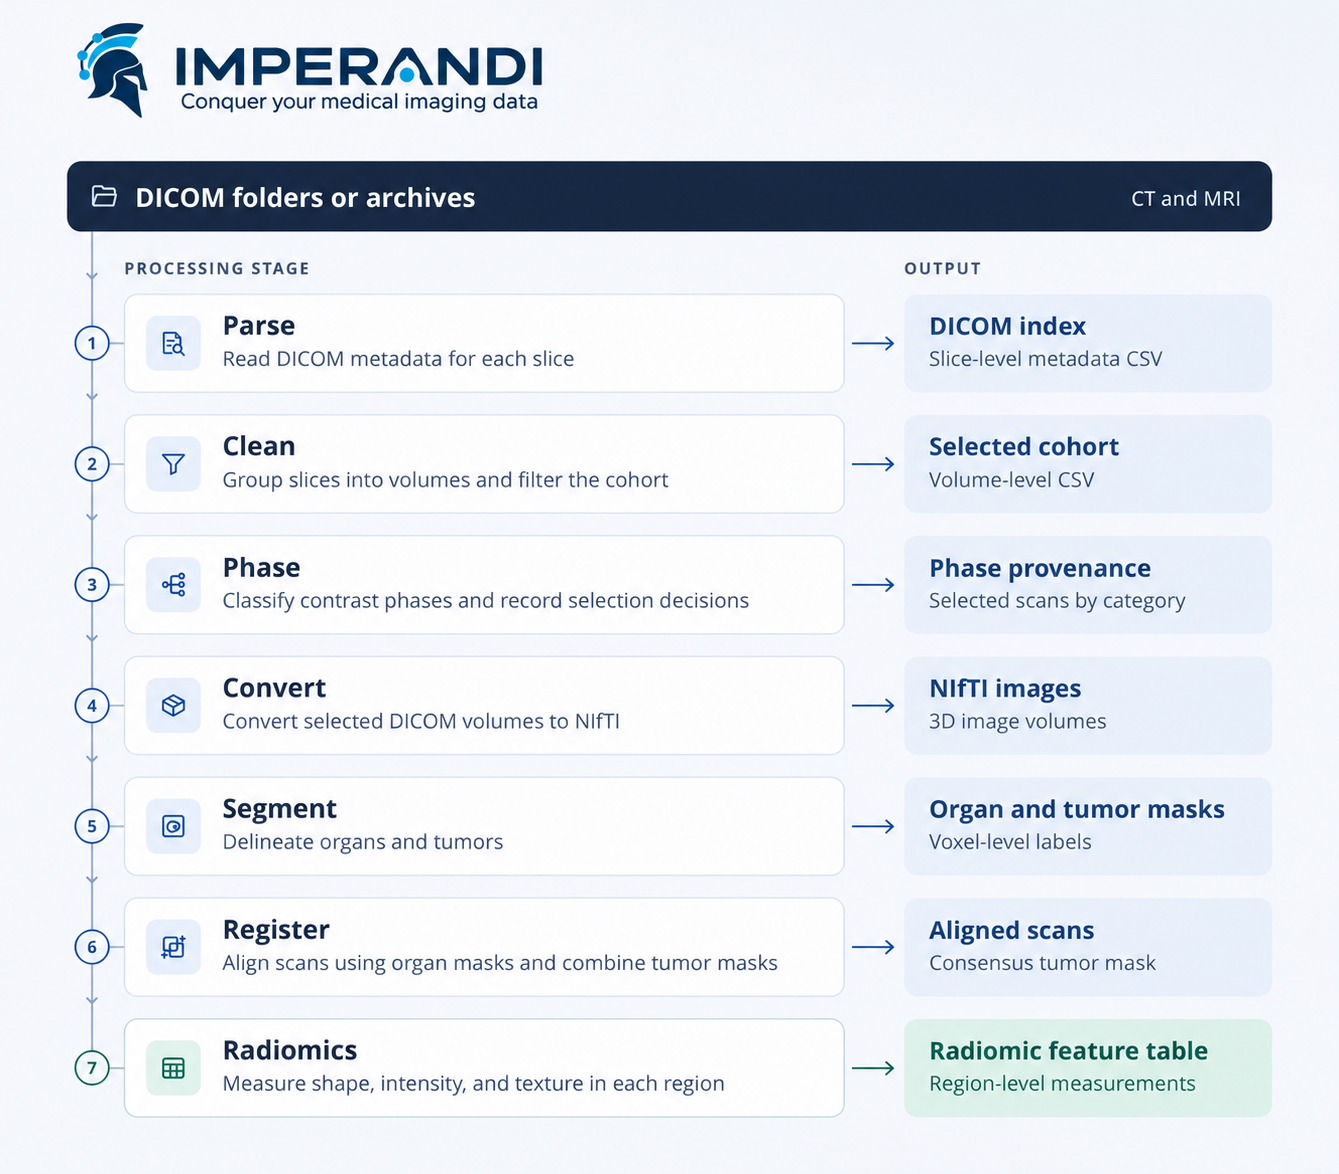 IMPERANDI
Conquer your medical imaging data
DICOM folders or archives
CT and MRI
PROCESSING STAGE
OUTPUT
1
Parse
Read DICOM metadata for each slice
DICOM index
Slice-level metadata CSV
2
Clean
Group slices into volumes and filter the cohort
Selected cohort
Volume-level CSV
3
Phase
Classify contrast phases and record selection decisions
Phase provenance
Selected scans by category
4
Convert
Convert selected DICOM volumes to NIfTI
NIfTI images
3D image volumes
5
Segment
Delineate organs and tumors
Organ and tumor masks
Voxel-level labels
6
Register
Align scans using organ masks and combine tumor masks
Aligned scans
Consensus tumor mask
7
Radiomics
Measure shape, intensity, and texture in each region
Radiomic feature table
Region-level measurements